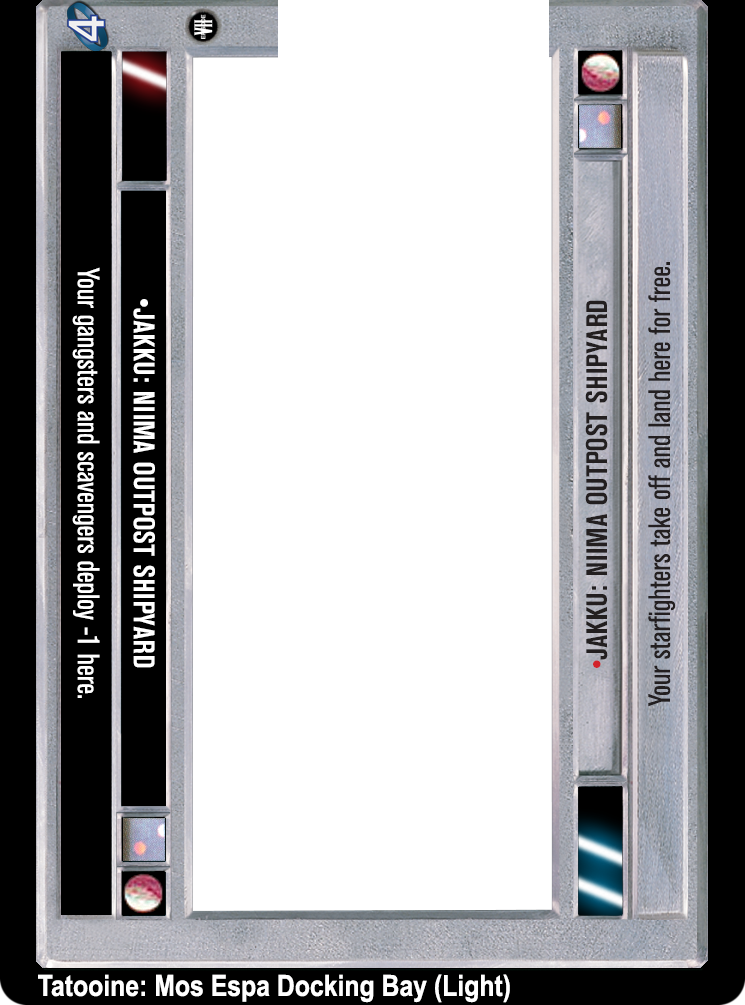 4
VII
Your gangsters and scavengers deploy -1 here.
•JAKKU: NIIMA OUTPOST SHIPYARD
•JAKKU: NIIMA OUTPOST SHIPYARD
Your starfighters take off and land here for free.
Tatooine: Mos Espa Docking Bay (Light)